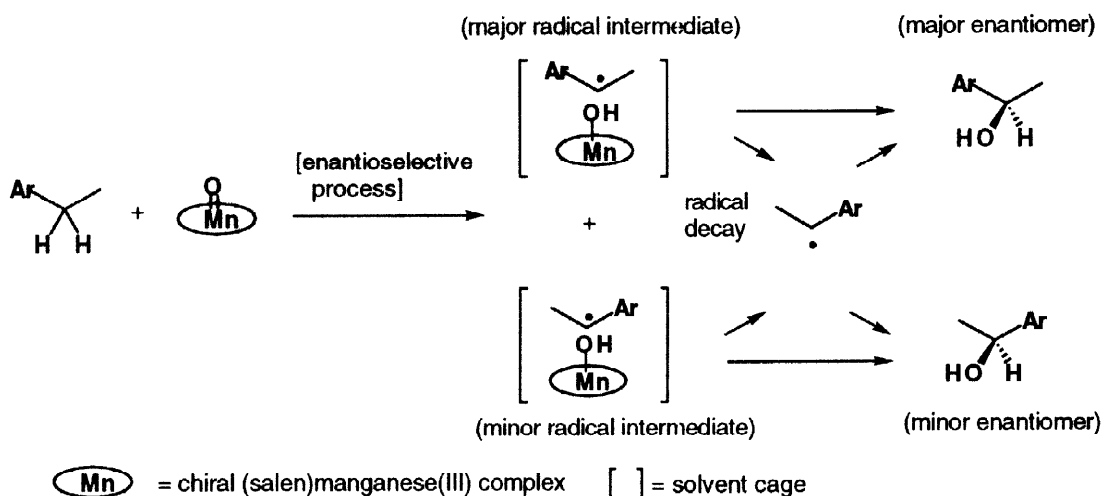 (major radical intermediate)
(major enantiomer)
Ar
OH
Mn
Ar
HO H
[enantioselective
process]
Ar
H H
+
O
Mn
+
radical
decay
Ar
Ar
OH
Mn
Ar
HO H
(minor radical intermediate)
(minor enantiomer)
Mn = chiral (salen)manganese(III) complex [ ] = solvent cage